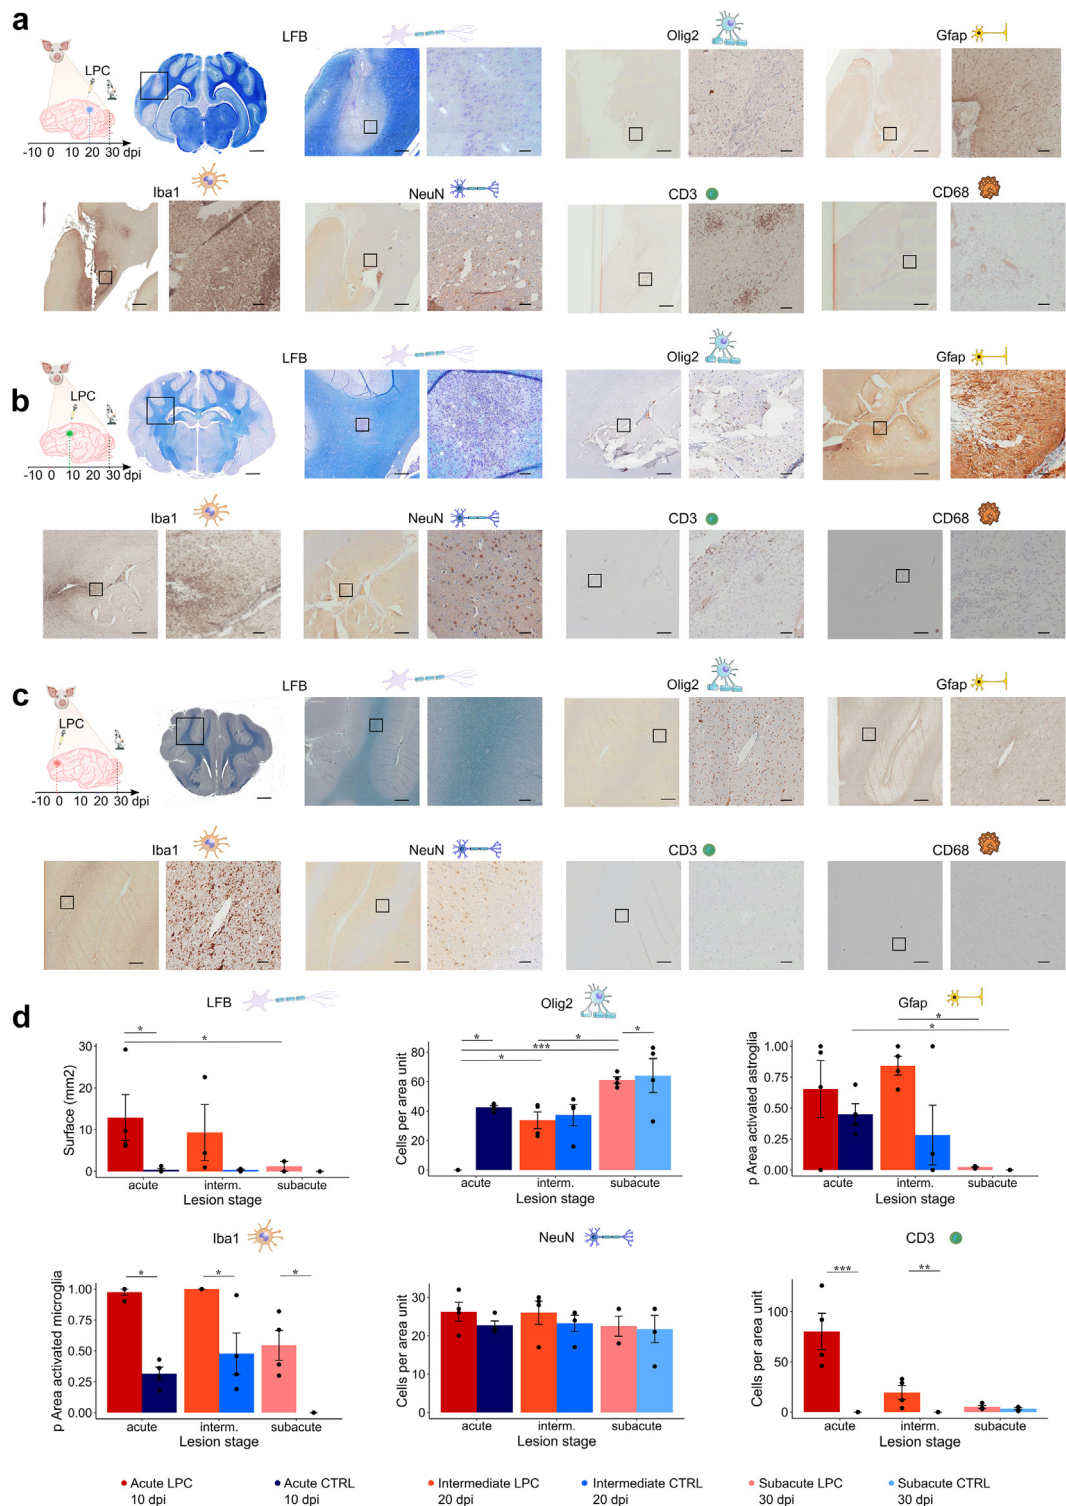 a
LFB
Olig2
Gfap
LPC
-10 0 10 20 30 dpi
Iba1
NeuN
CD3
CD68
b
LFB
Olig2
Gfap
LPC
-10 0 10 20 30 dpi
Iba1
NeuN
CD3
CD68
c
LFB
Olig2
Gfap
LPC
-10 0 10 20 30 dpi
Iba1
NeuN
CD3
CD68
d
LFB
Surface (mm2)
30
20
10
0
* *
acute interm. subacute
Lesion stage
Olig2
Cells per area unit
80
60
40
20
0
* * *
*** *
acute interm. subacute
Lesion stage
Gfap
p Area activated astroglia
1.00
0.75
0.50
0.25
0.00
* *
acute interm. subacute
Lesion stage
Iba1
p Area activated microglia
1.00
0.75
0.50
0.25
0.00
* * *
acute interm. subacute
Lesion stage
NeuN
Cells per area unit
30
20
10
0
acute interm. subacute
Lesion stage
CD3
Cells per area unit
100
50
0
*** **
acute interm. subacute
Lesion stage
Acute LPC
10 dpi
Acute CTRL
10 dpi
Intermediate LPC
20 dpi
Intermediate CTRL
20 dpi
Subacute LPC
30 dpi
Subacute CTRL
30 dpi